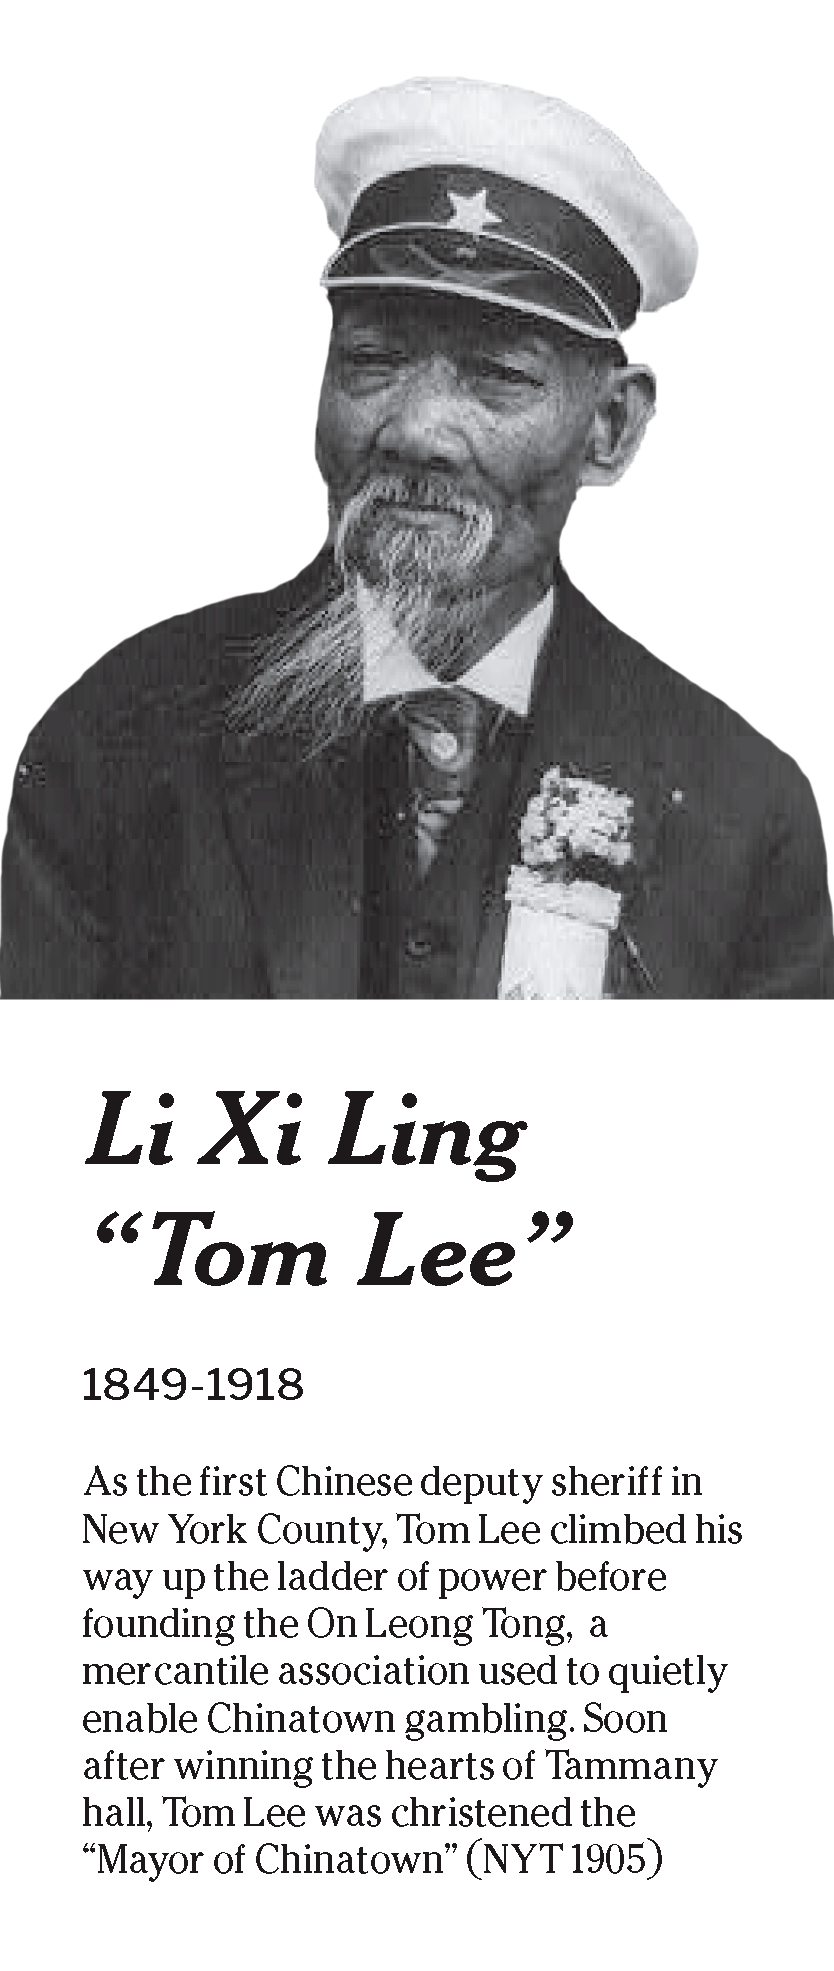 Li Xi Ling
“Tom Lee”
1849-1918
As the first Chinese deputy sheriff in
New York County, Tom Lee climbed his
way up the ladder of power before
founding the On Leong Tong,  a
mercantile association used to quietly
enable Chinatown gambling. Soon
after winning the hearts of Tammany
hall, Tom Lee was christened the
“Mayor of Chinatown” (NYT 1905)